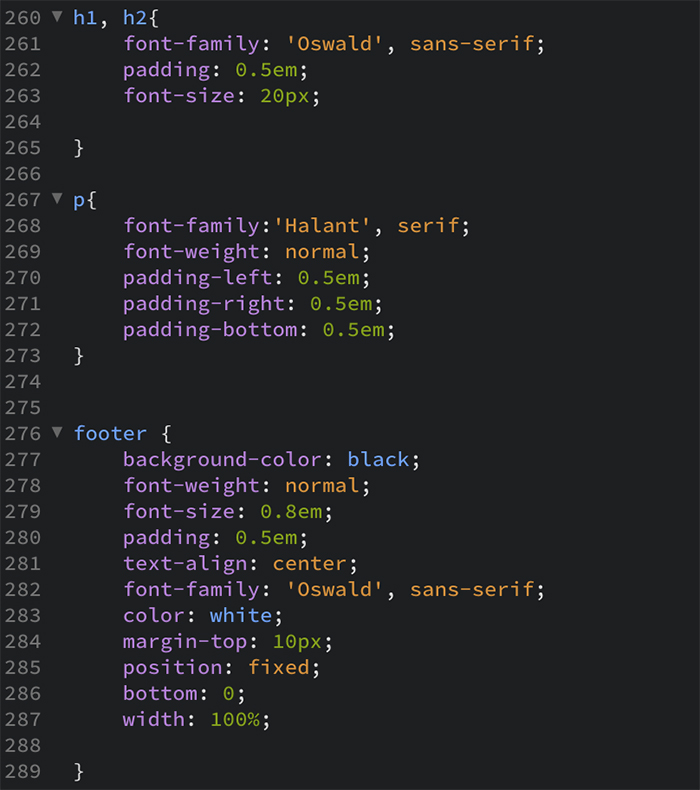 260 ▼ h1, h2{
261 font-family: 'Oswald', sans-serif;
262 padding: 0.5em;
263 font-size: 20px;
264
265 }
266
267 ▼ p{
268 font-family:'Halant', serif;
269 font-weight: normal;
270 padding-left: 0.5em;
271 padding-right: 0.5em;
272 padding-bottom: 0.5em;
273 }
274
275
276 ▼ footer {
277 background-color: black;
278 font-weight: normal;
279 font-size: 0.8em;
280 padding: 0.5em;
281 text-align: center;
282 font-family: 'Oswald', sans-serif;
283 color: white;
284 margin-top: 10px;
285 position: fixed;
286 bottom: 0;
287 width: 100%;
288
289 }